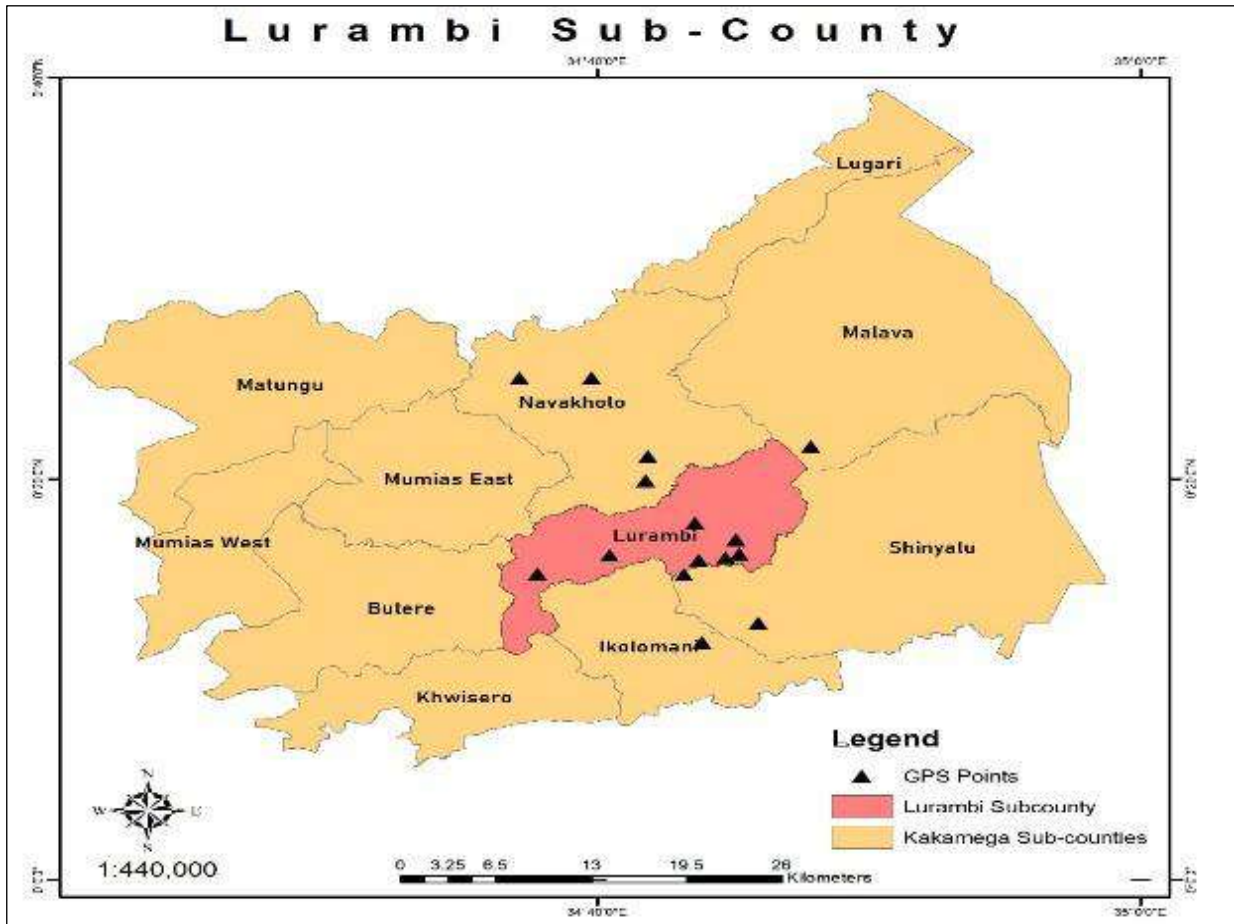 Lurambi Sub-County
34°40'0"E
35°0'0"E
Lugari
Malava
Matungu
Navakholo
Mumias East
Lurambi
Mumias West
Shinyalu
Butere
Ikolomani
Khwisero
Legend
GPS Points
Lurambi Subcounty
Kakamega Sub-counties
N
W
S
1:440,000
0 3.25 6.5 13 19.5 26
Kilometers
34°40'0"E
35°0'0"E